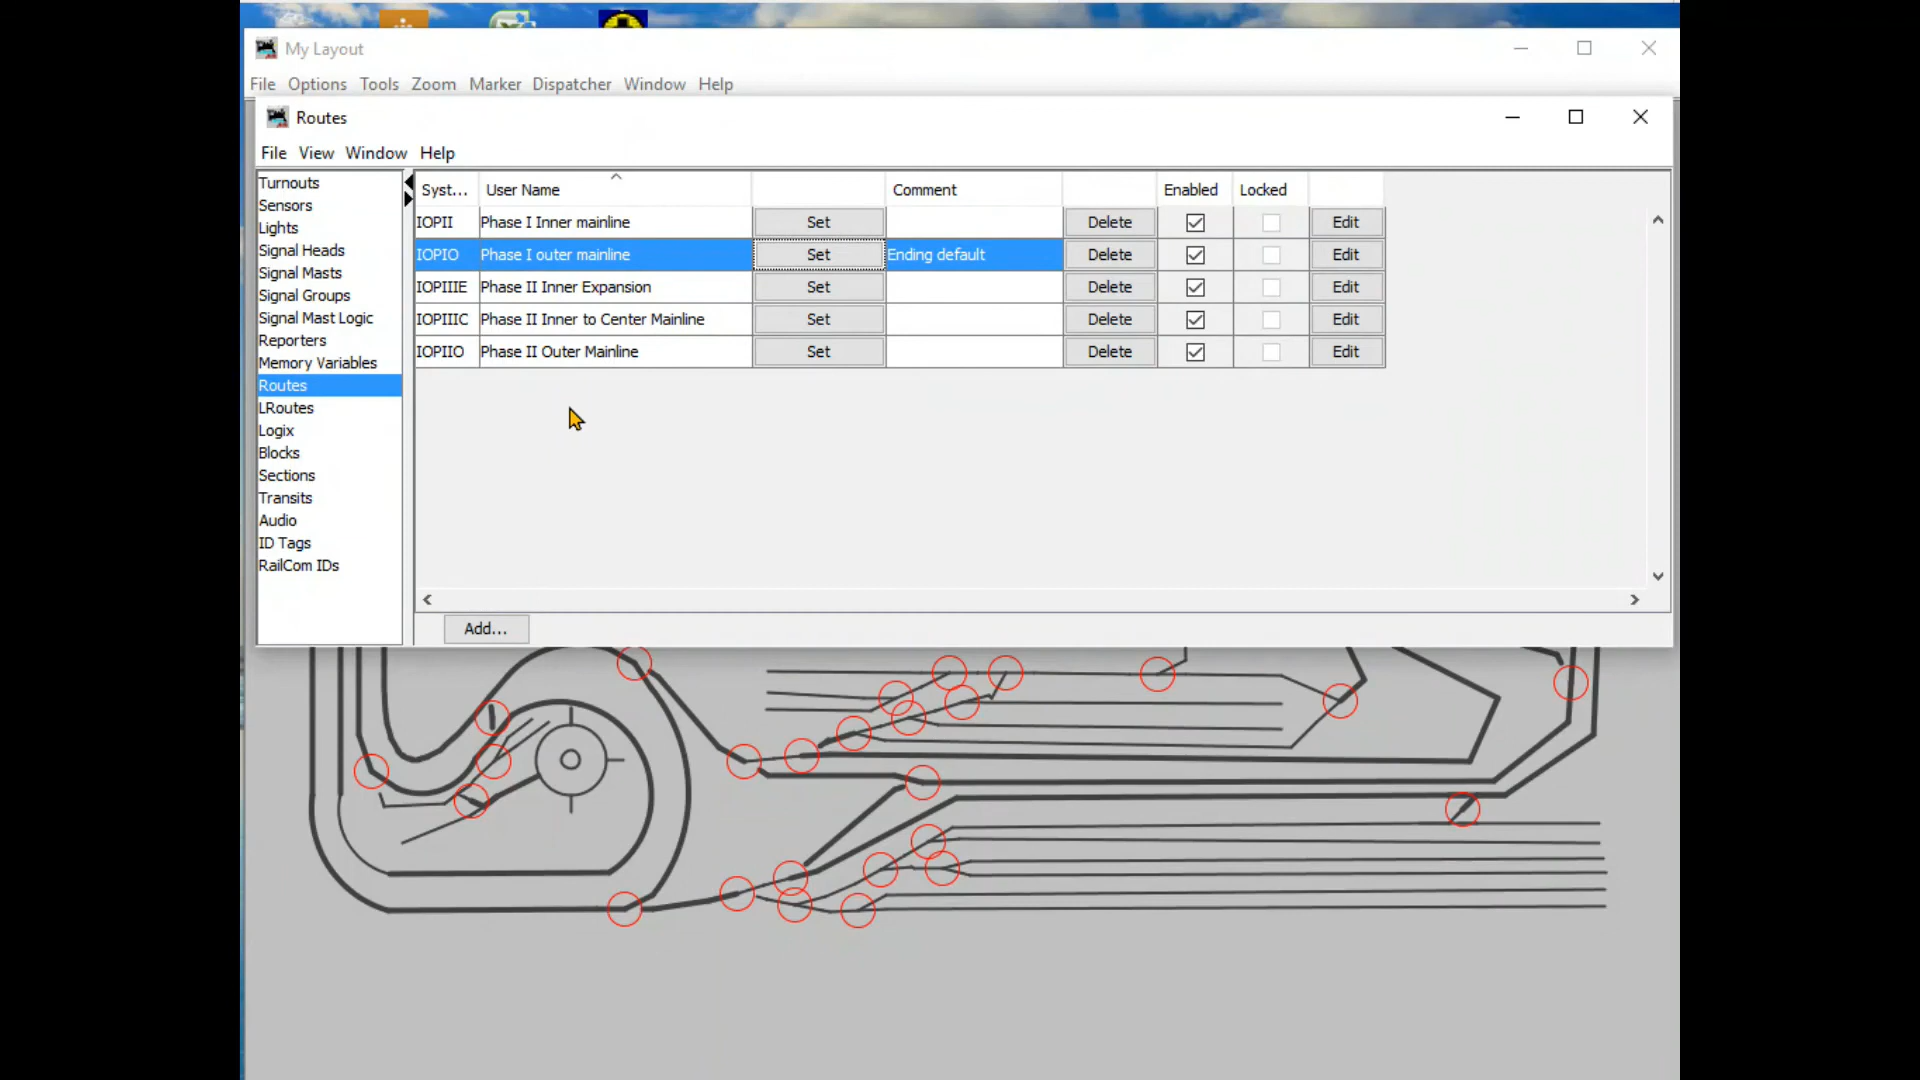 My Layout
File Options Tools Zoom Marker Dispatcher Window Help
Routes
File View Window Help
Turnouts
Sensors
Lights
Signal Heads
Signal Masts
Signal Groups
Signal Mast Logic
Reporters
Memory Variables
Routes
LRoutes
Logix
Blocks
Sections
Transits
Audio
ID Tags
RailCom IDs
Syst... User Name Comment Enabled Locked
IOPII Phase I Inner mainline Set Delete Edit
IOPIO Phase I outer mainline Set Ending default Delete Edit
IOPIIIE Phase II Inner Expansion Set Delete Edit
IOPIIIC Phase II Inner to Center Mainline Set Delete Edit
IOPIIO Phase II Outer Mainline Set Delete Edit
Add...